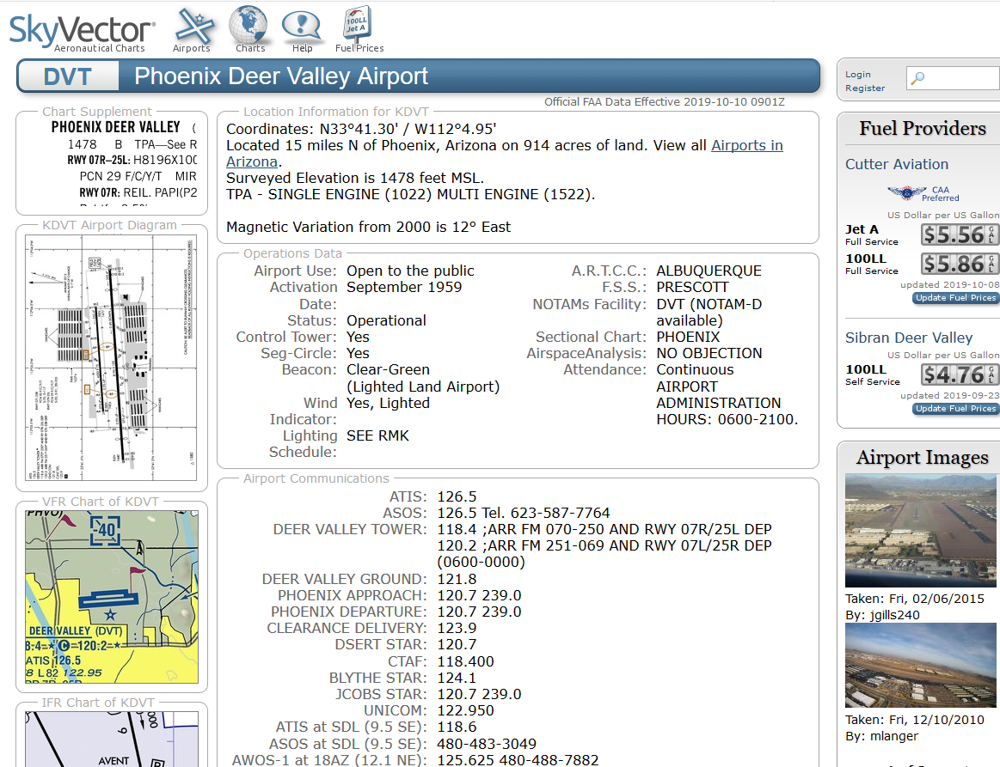 SkyVector
Aeronautical Charts
Airports
Charts
Help
100LL
Jet A
Fuel Prices
DVT
Phoenix Deer Valley Airport
Login
Register
Official FAA Data Effective 2019-10-10 0901Z
Chart Supplement
PHOENIX DEER VALLEY (
1478 B TPA—See R
RWY 07R–25L: H8196X100
PCN 29 F/C/Y/T MIR
RWY 07R: REIL. PAPI(P2
KDVT Airport Diagram
VFR Chart of KDVT
-40
DEER VALLEY (DVT)
8·4 C 120·2
ATIS 126.5
8 L 82 122.95
IFR Chart of KDVT
AVENT
9
Location Information for KDVT
Coordinates: N33°41.30' / W112°4.95'
Located 15 miles N of Phoenix, Arizona on 914 acres of land. View all Airports in
Arizona.
Surveyed Elevation is 1478 feet MSL.
TPA - SINGLE ENGINE (1022) MULTI ENGINE (1522).
Magnetic Variation from 2000 is 12° East
Operations Data
Airport Use: Open to the public
Activation September 1959
Date:
Status: Operational
Control Tower: Yes
Seg-Circle: Yes
Beacon: Clear-Green
(Lighted Land Airport)
Wind Yes, Lighted
Indicator:
Lighting SEE RMK
Schedule:
A.R.T.C.C.: ALBUQUERQUE
F.S.S.: PRESCOTT
NOTAMs Facility: DVT (NOTAM-D
available)
Sectional Chart: PHOENIX
AirspaceAnalysis: NO OBJECTION
Attendance: Continuous
AIRPORT
ADMINISTRATION
HOURS: 0600-2100.
Airport Communications
ATIS: 126.5
ASOS: 126.5 Tel. 623-587-7764
DEER VALLEY TOWER: 118.4 ;ARR FM 070-250 AND RWY 07R/25L DEP
120.2 ;ARR FM 251-069 AND RWY 07L/25R DEP
(0600-0000)
DEER VALLEY GROUND: 121.8
PHOENIX APPROACH: 120.7 239.0
PHOENIX DEPARTURE: 120.7 239.0
CLEARANCE DELIVERY: 123.9
DSERT STAR: 120.7
CTAF: 118.400
BLYTHE STAR: 124.1
JCOBS STAR: 120.7 239.0
UNICOM: 122.950
ATIS at SDL (9.5 SE): 118.6
ASOS at SDL (9.5 SE): 480-483-3049
AWOS-1 at 18AZ (12.1 NE): 125.625 480-488-7882
Fuel Providers
Cutter Aviation
CAA
Preferred
US Dollar per US Gallon
Jet A
Full Service
$5.56 GAL
100LL
Full Service
$5.86 GAL
updated 2019-10-08
Update Fuel Prices
Sibran Deer Valley
US Dollar per US Gallon
100LL
Self Service
$4.76 GAL
updated 2019-09-23
Update Fuel Prices
Airport Images
Taken: Fri, 02/06/2015
By: jgills240
Taken: Fri, 12/10/2010
By: mlanger